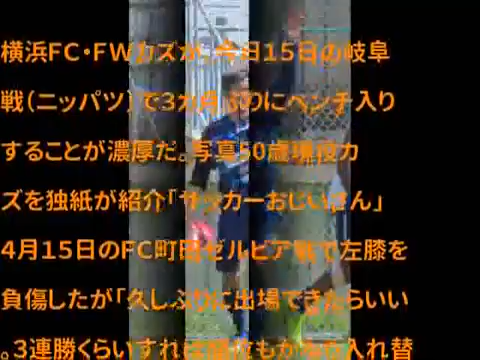 横浜FC・FWカズが、今日15日の岐阜
戦(ニッパツ)で3カ月ぶりにベンチ入り
することが濃厚だ。写真50歳現役カ
ズを独紙が紹介「サッカーおじいさん」
4月15日のFC町田ゼルビア戦で左膝を
負傷したが「久しぶりに出場できたらいい
。3連勝くらいすれば順位もかなり入れ替